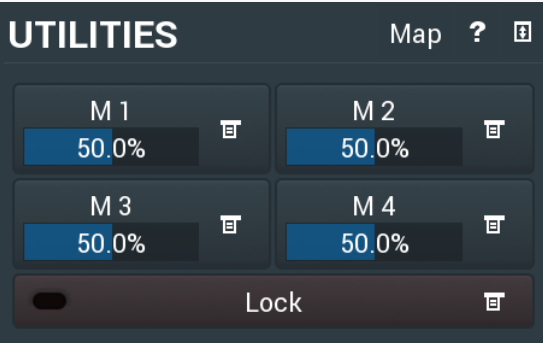 UTILITIES Map ?
M 1 M 2
50.0% 50.0%
M 3 M 4
50.0% 50.0%
Lock